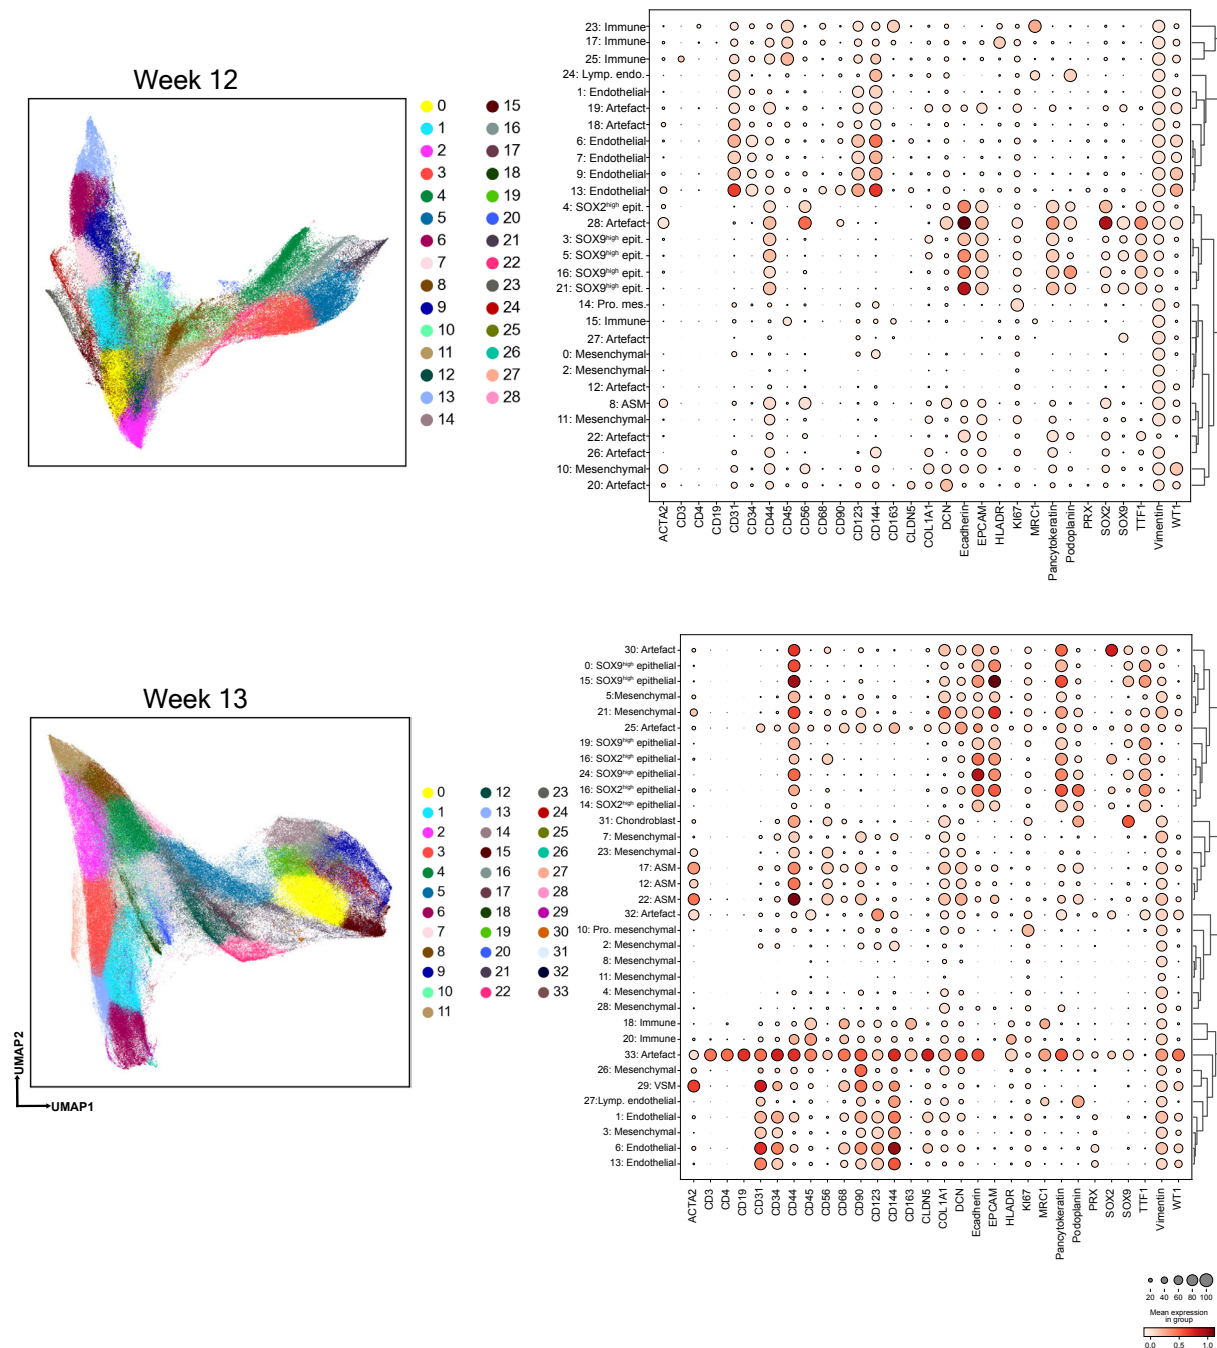 Week 12
0
1
2
3
4
5
6
7
8
9
10
11
12
13
14
15
16
17
18
19
20
21
22
23
24
25
26
27
28
23: Immune
17: Immune
25: Immune
24: Lymp. endo.
1: Endothelial
19: Artefact
18: Artefact
6: Endothelial
7: Endothelial
9: Endothelial
13: Endothelial
4: SOX2high epit.
28: Artefact
3: SOX9high epit.
5: SOX9high epit.
16: SOX9high epit.
21: SOX9high epit.
14: Pro. mes.
15: Immune
27: Artefact
0: Mesenchymal
2: Mesenchymal
12: Artefact
8: ASM
11: Mesenchymal
22: Artefact
26: Artefact
10: Mesenchymal
20: Artefact
ACTA2
CD3
CD4
CD19
CD31
CD34
CD44
CD45
CD56
CD68
CD90
CD123
CD144
CD163
CLDN5
COL1A1
DCN
Ecadherin
EPCAM
HLADR
KI67
MRC1
Pancytokeratin
Podoplanin
PRX
SOX2
SOX9
TTF1
Vimentin
WT1
Week 13
UMAP2
UMAP1
0
1
2
3
4
5
6
7
8
9
10
11
12
13
14
15
16
17
18
19
20
21
22
23
24
25
26
27
28
29
30
31
32
33
30: Artefact
0: SOX9high epithelial
15: SOX9high epithelial
5:Mesenchymal
21: Mesenchymal
25: Artefact
19: SOX9high epithelial
16: SOX2high epithelial
24: SOX9high epithelial
16: SOX2high epithelial
14: SOX2high epithelial
31: Chondroblast
7: Mesenchymal
23: Mesenchymal
17: ASM
12: ASM
22: ASM
32: Artefact
10: Pro. mesenchymal
2: Mesenchymal
8: Mesenchymal
11: Mesenchymal
4: Mesenchymal
28: Mesenchymal
18: Immune
20: Immune
33: Artefact
26: Mesenchymal
29: VSM
27:Lymp. endothelial
1: Endothelial
3: Mesenchymal
6: Endothelial
13: Endothelial
ACTA2
CD3
CD4
CD19
CD31
CD34
CD44
CD45
CD56
CD68
CD90
CD123
CD144
CD163
CLDN5
COL1A1
DCN
Ecadherin
EPCAM
HLADR
KI67
MRC1
Pancytokeratin
Podoplanin
PRX
SOX2
SOX9
TTF1
Vimentin
WT1
20 40 60 80 100
Mean expression
in group
0.0 0.5 1.0